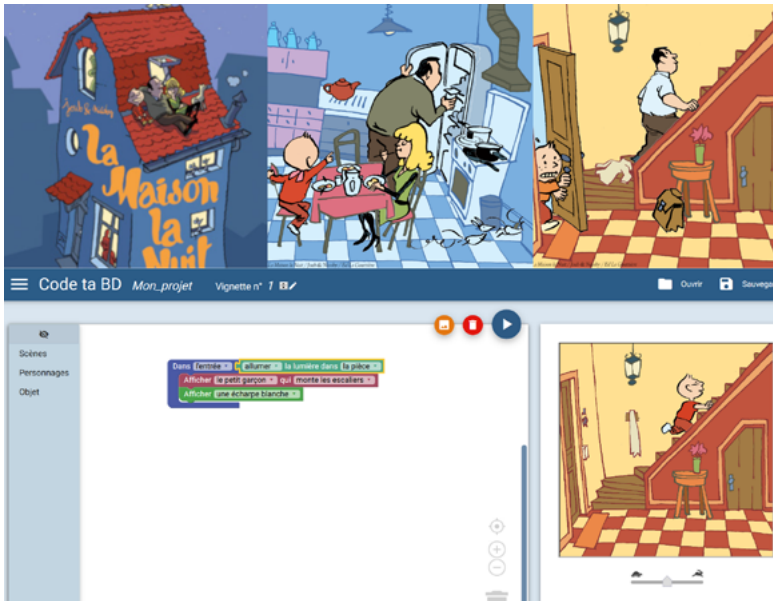 La
Maison
la
Nuit
Code ta BD
Mon_projet
Vignette n° 1
Ouvrir
Sauvega
Scènes
Personnages
Objet
Dans l'entrée allumer la lumière dans la pièce
Afficher le petit garçon qui monte les escaliers
Afficher une écharpe blanche